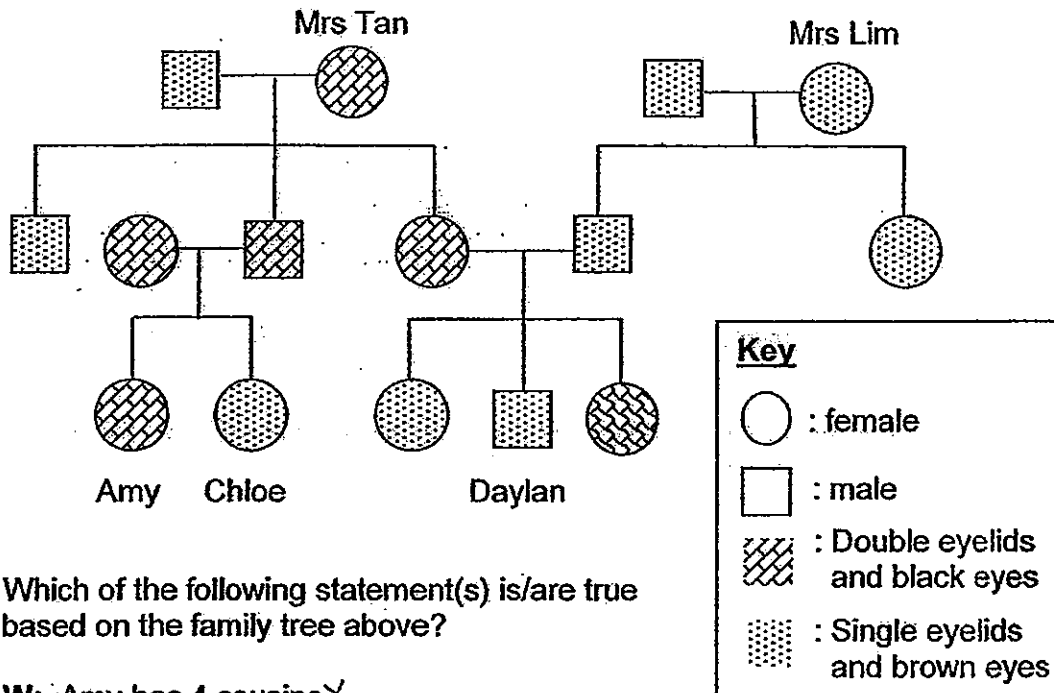 Mrs Tan
Mrs Lim
Amy Chloe Daylan
Key
: female
: male
: Double eyelids
and black eyes
: Single eyelids
and brown eyes
Which of the following statement(s) is/are true
based on the family tree above?
W: Amy has 4 cousins